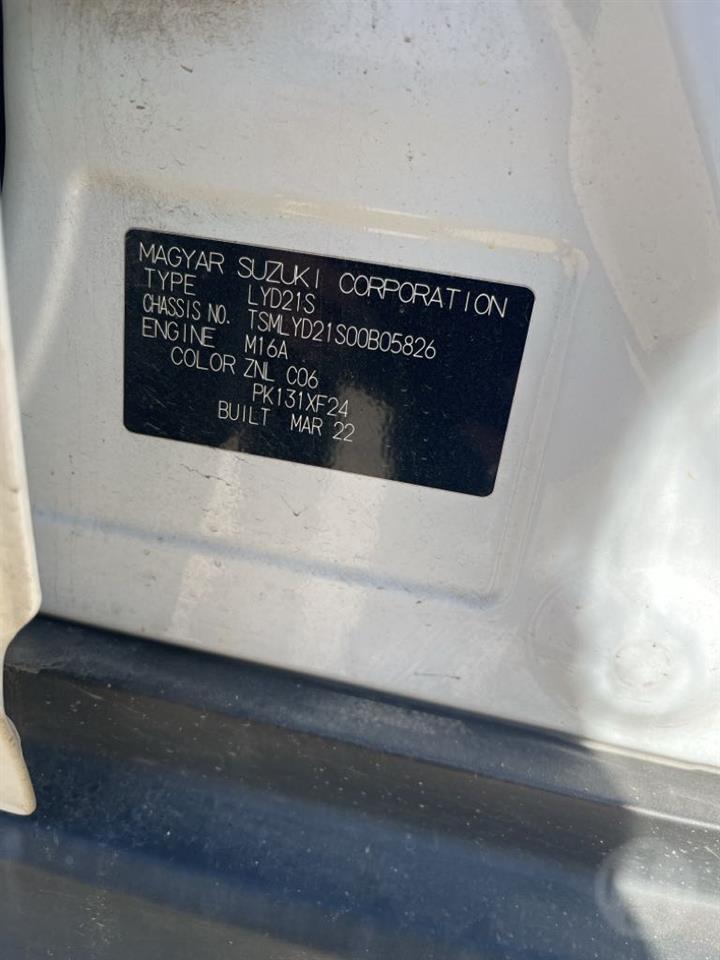 MAGYAR SUZUKI CORPORATION
TYPE LYD21S
CHASSIS NO. TSMLYD21S00B05826
ENGINE M16A
COLOR ZNL C06
PK131XF24
BUILT MAR 22